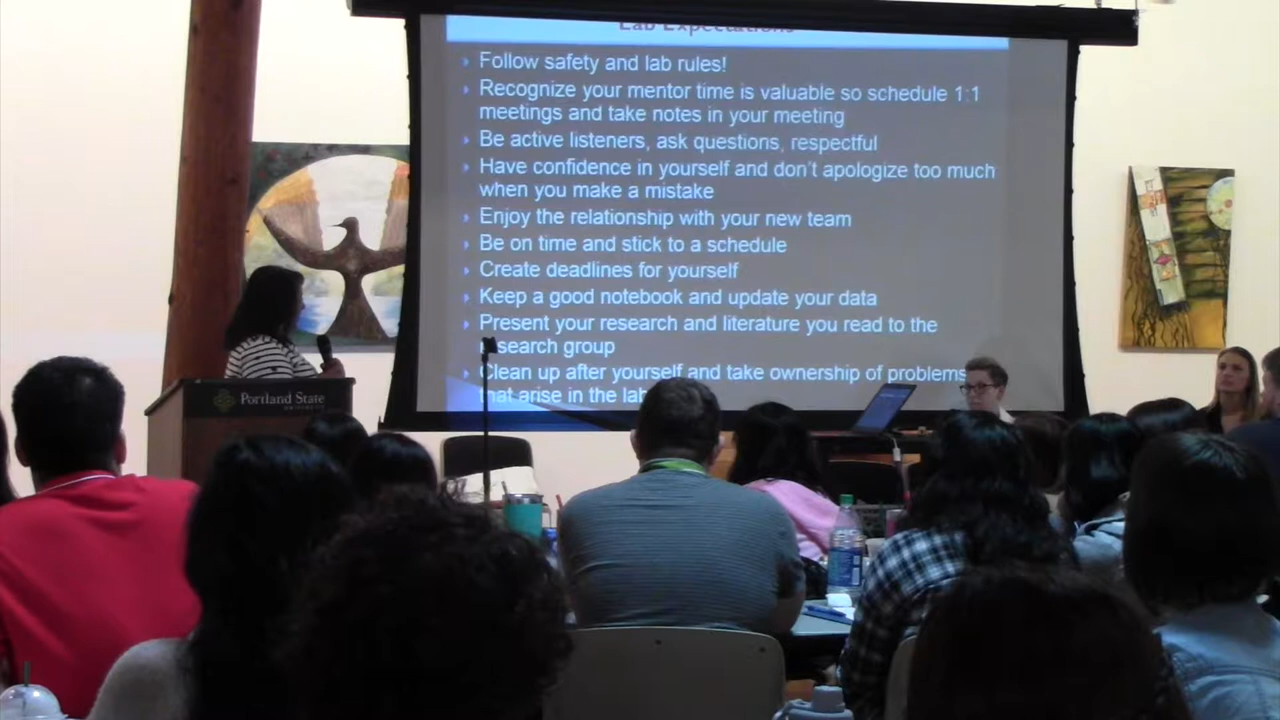 Lab Expectations
Follow safety and lab rules!
Recognize your mentor time is valuable so schedule 1:1
meetings and take notes in your meeting
Be active listeners, ask questions, respectful
Have confidence in yourself and don't apologize too much
when you make a mistake
Enjoy the relationship with your new team
Be on time and stick to a schedule
Create deadlines for yourself
Keep a good notebook and update your data
Present your research and literature you read to the
research group
Clean up after yourself and take ownership of problems
that arise in the lab
Portland State
UNIVERSITY